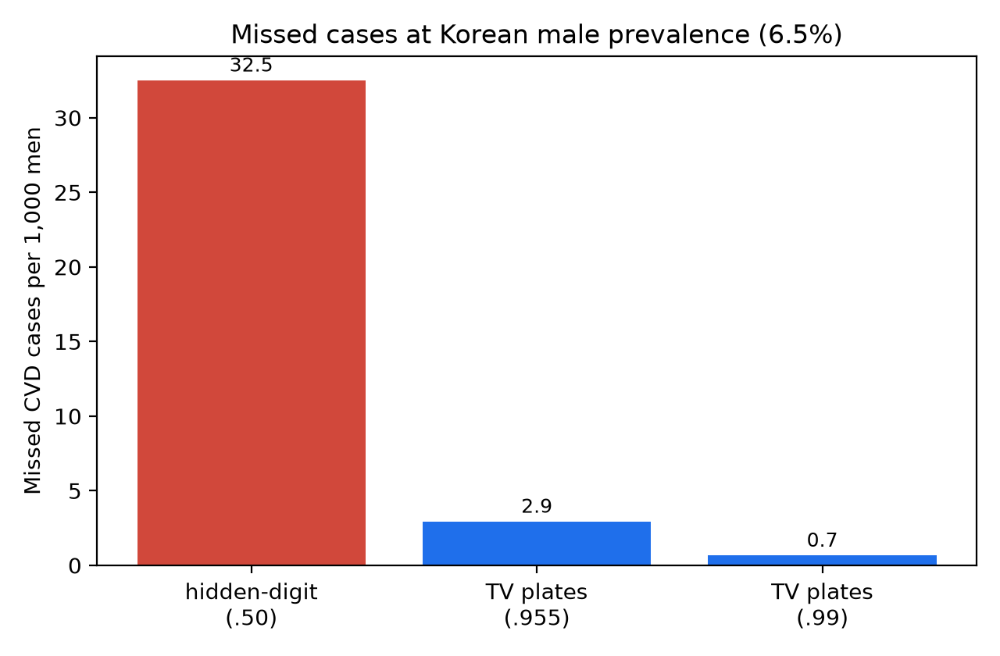 Missed cases at Korean male prevalence (6.5%)
Missed CVD cases per 1,000 men
30
25
20
15
10
5
0
32.5
2.9
0.7
hidden-digit
(.50)
TV plates
(.955)
TV plates
(.99)